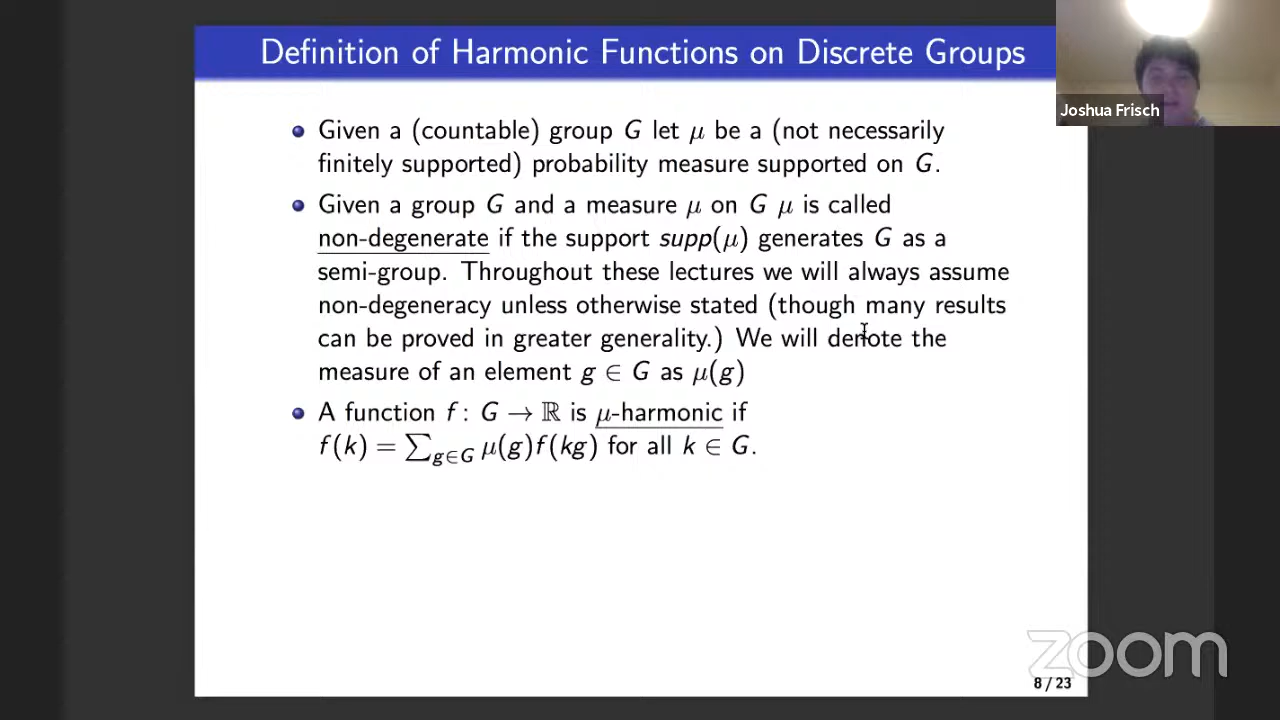 Definition of Harmonic Functions on Discrete Groups
Joshua Frisch
Given a (countable) group G let μ be a (not necessarily
finitely supported) probability measure supported on G.
Given a group G and a measure μ on G μ is called
non-degenerate if the support supp(μ) generates G as a
semi-group. Throughout these lectures we will always assume
non-degeneracy unless otherwise stated (though many results
can be proved in greater generality.) We will denote the
measure of an element g ∈ G as μ(g)
A function f : G → ℝ is μ-harmonic if
f(k) = ∑_{g∈G} μ(g)f(kg) for all k ∈ G.
zoom
8 / 23